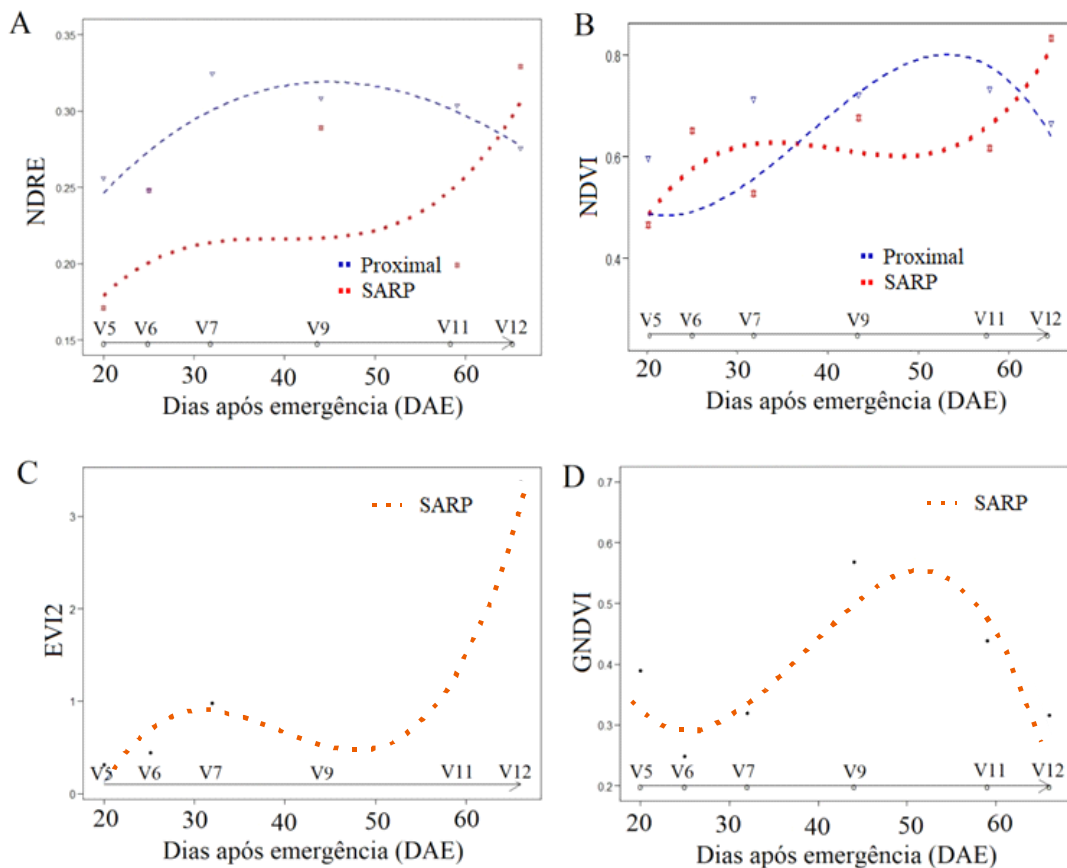 A
0.35
0.30
0.25
0.20
0.15
NDRE
Proximal
SARP
V5 V6 V7 V9 V11 V12
20 30 40 50 60
Dias após emergência (DAE)
B
0.8
0.6
0.4
NDVI
Proximal
SARP
V5 V6 V7 V9 V11 V12
20 30 40 50 60
Dias após emergência (DAE)
C
3
2
1
0
EVI2
SARP
V5 V6 V7 V9 V11 V12
20 30 40 50 60
Dias após emergência (DAE)
D
0.7
0.6
0.5
0.4
0.3
0.2
GNDVI
SARP
V5 V6 V7 V9 V11 V12
20 30 40 50 60
Dias após emergência (DAE)